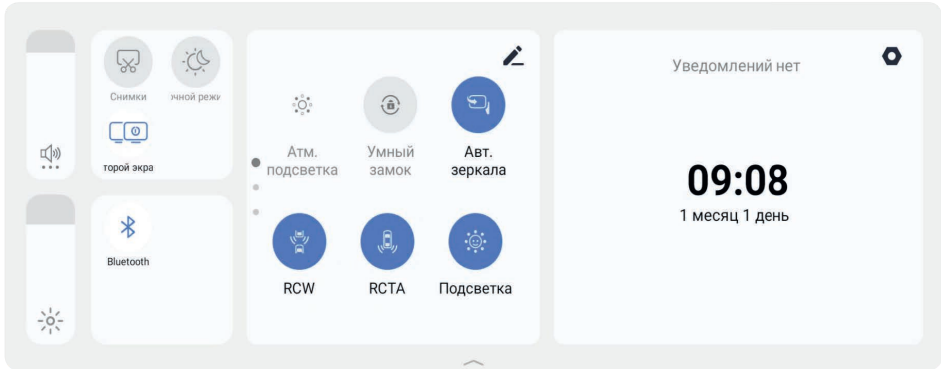 Снимки
очной режи
торой экра
Bluetooth
Атм.
подсветка
Умный
замок
Авт.
зеркала
RCW
RCTA
Подсветка
Уведомлений нет
09:08
1 месяц 1 день